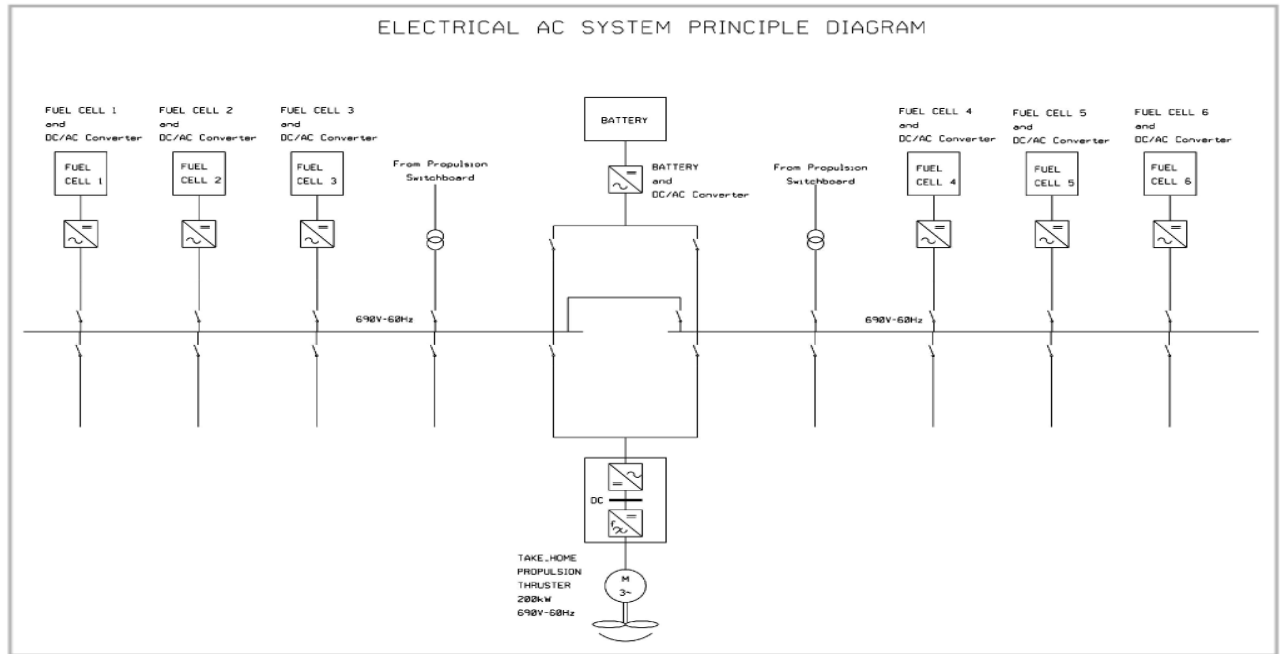 ELECTRICAL AC SYSTEM PRINCIPLE DIAGRAM
FUEL CELL 1
and
DC/AC Converter
FUEL CELL 2
and
DC/AC Converter
FUEL CELL 3
and
DC/AC Converter
FUEL
CELL 1
FUEL
CELL 2
FUEL
CELL 3
From Propulsion
Switchboard
BATTERY
BATTERY
and
DC/AC Converter
From Propulsion
Switchboard
FUEL CELL 4
and
DC/AC Converter
FUEL CELL 5
and
DC/AC Converter
FUEL CELL 6
and
DC/AC Converter
FUEL
CELL 4
FUEL
CELL 5
FUEL
CELL 6
690V-60Hz
690V-60Hz
DC
f
TAKE_HOME
PROPULSION
THRUSTER
200kW
690V-60Hz
M
3~